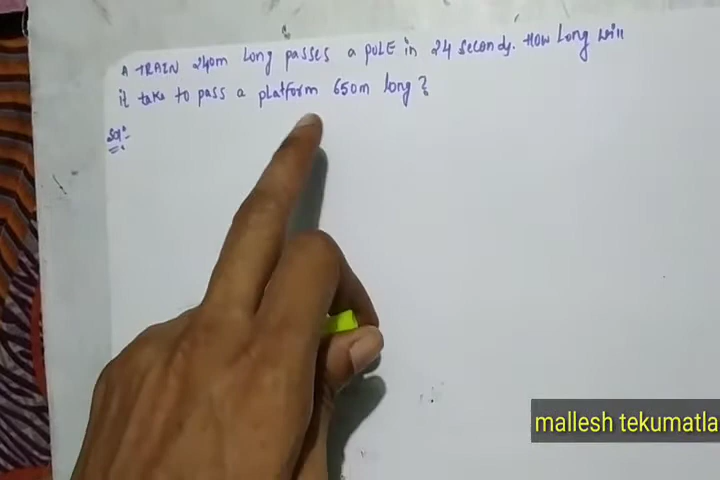 A TRAIN 240m long passes a POLE in 24 seconds. How Long will
it take to pass a platform 650m long?
Sol:-
mallesh tekumatla